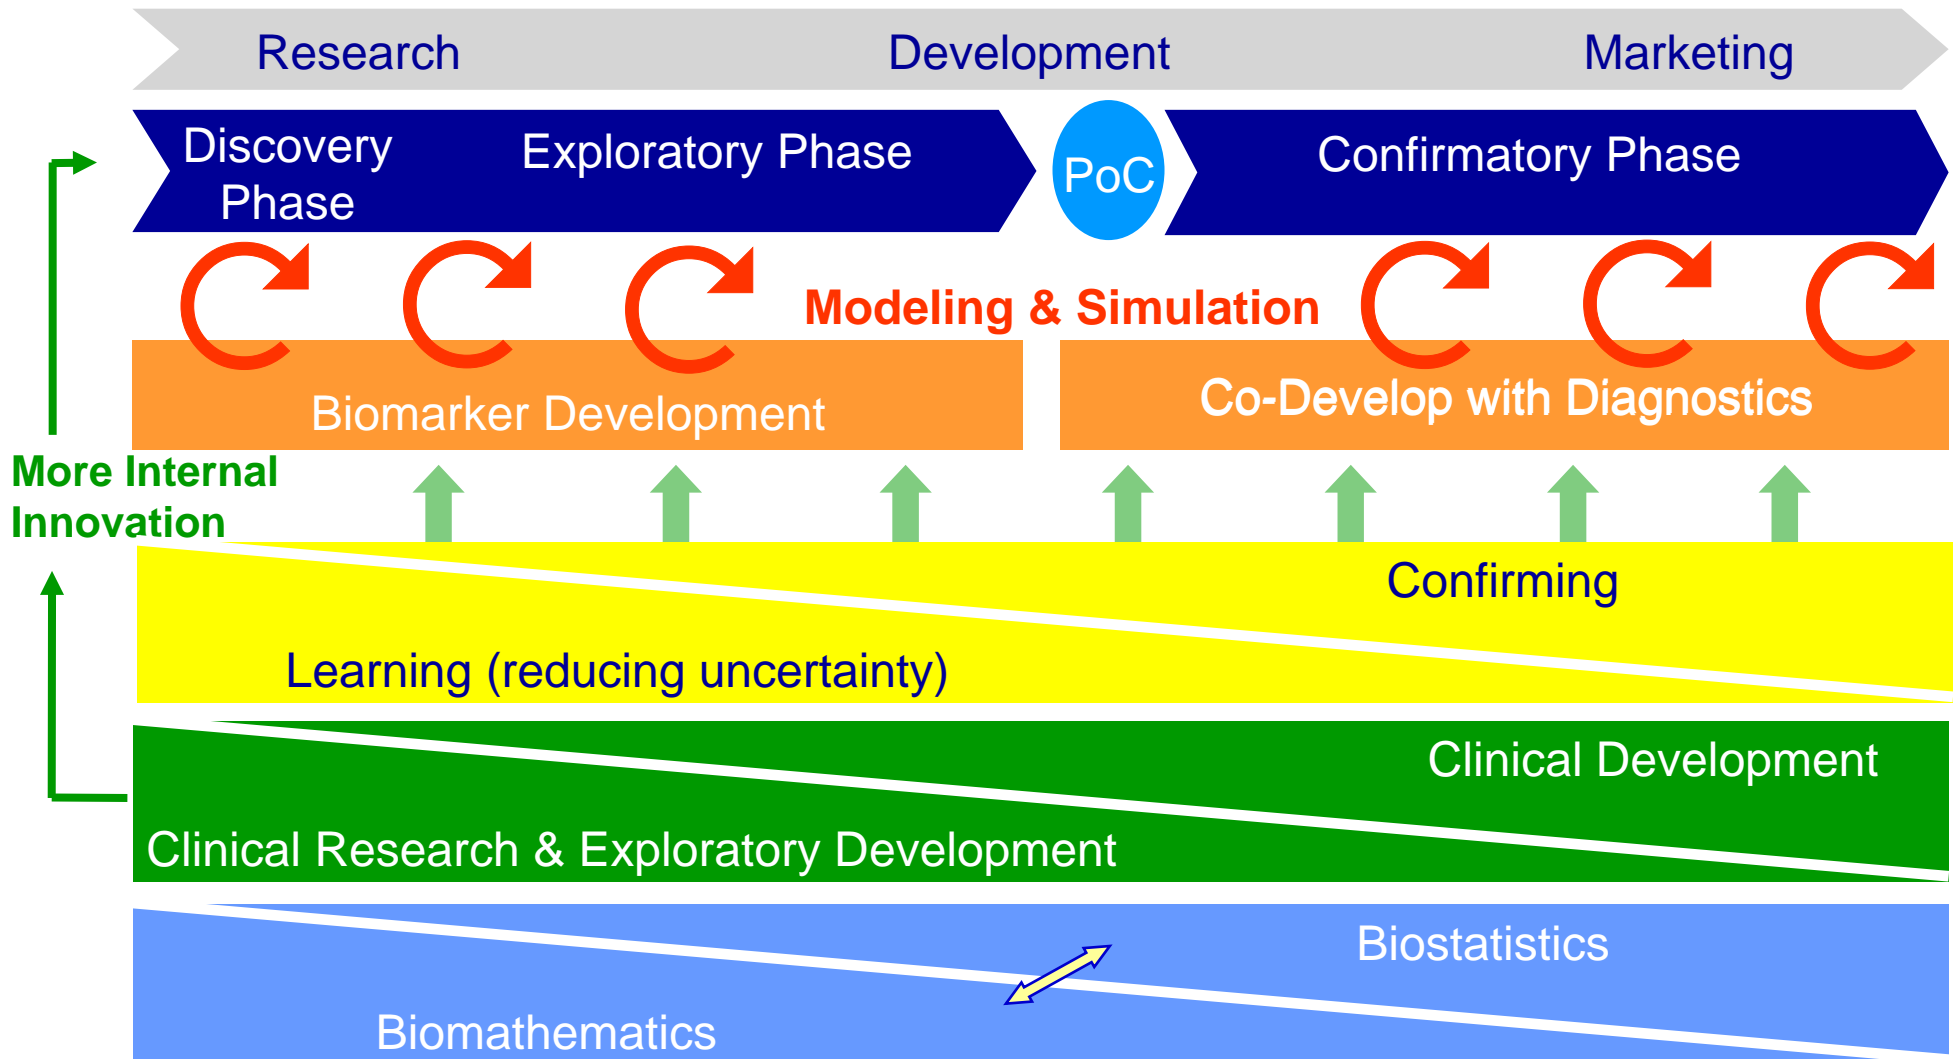 Research
Development
Marketing
Discovery
Phase
Exploratory Phase
PoC
Confirmatory Phase
Modeling & Simulation
Biomarker Development
Co-Develop with Diagnostics
More Internal
Innovation
Confirming
Learning (reducing uncertainty)
Clinical Development
Clinical Research & Exploratory Development
Biostatistics
Biomathematics